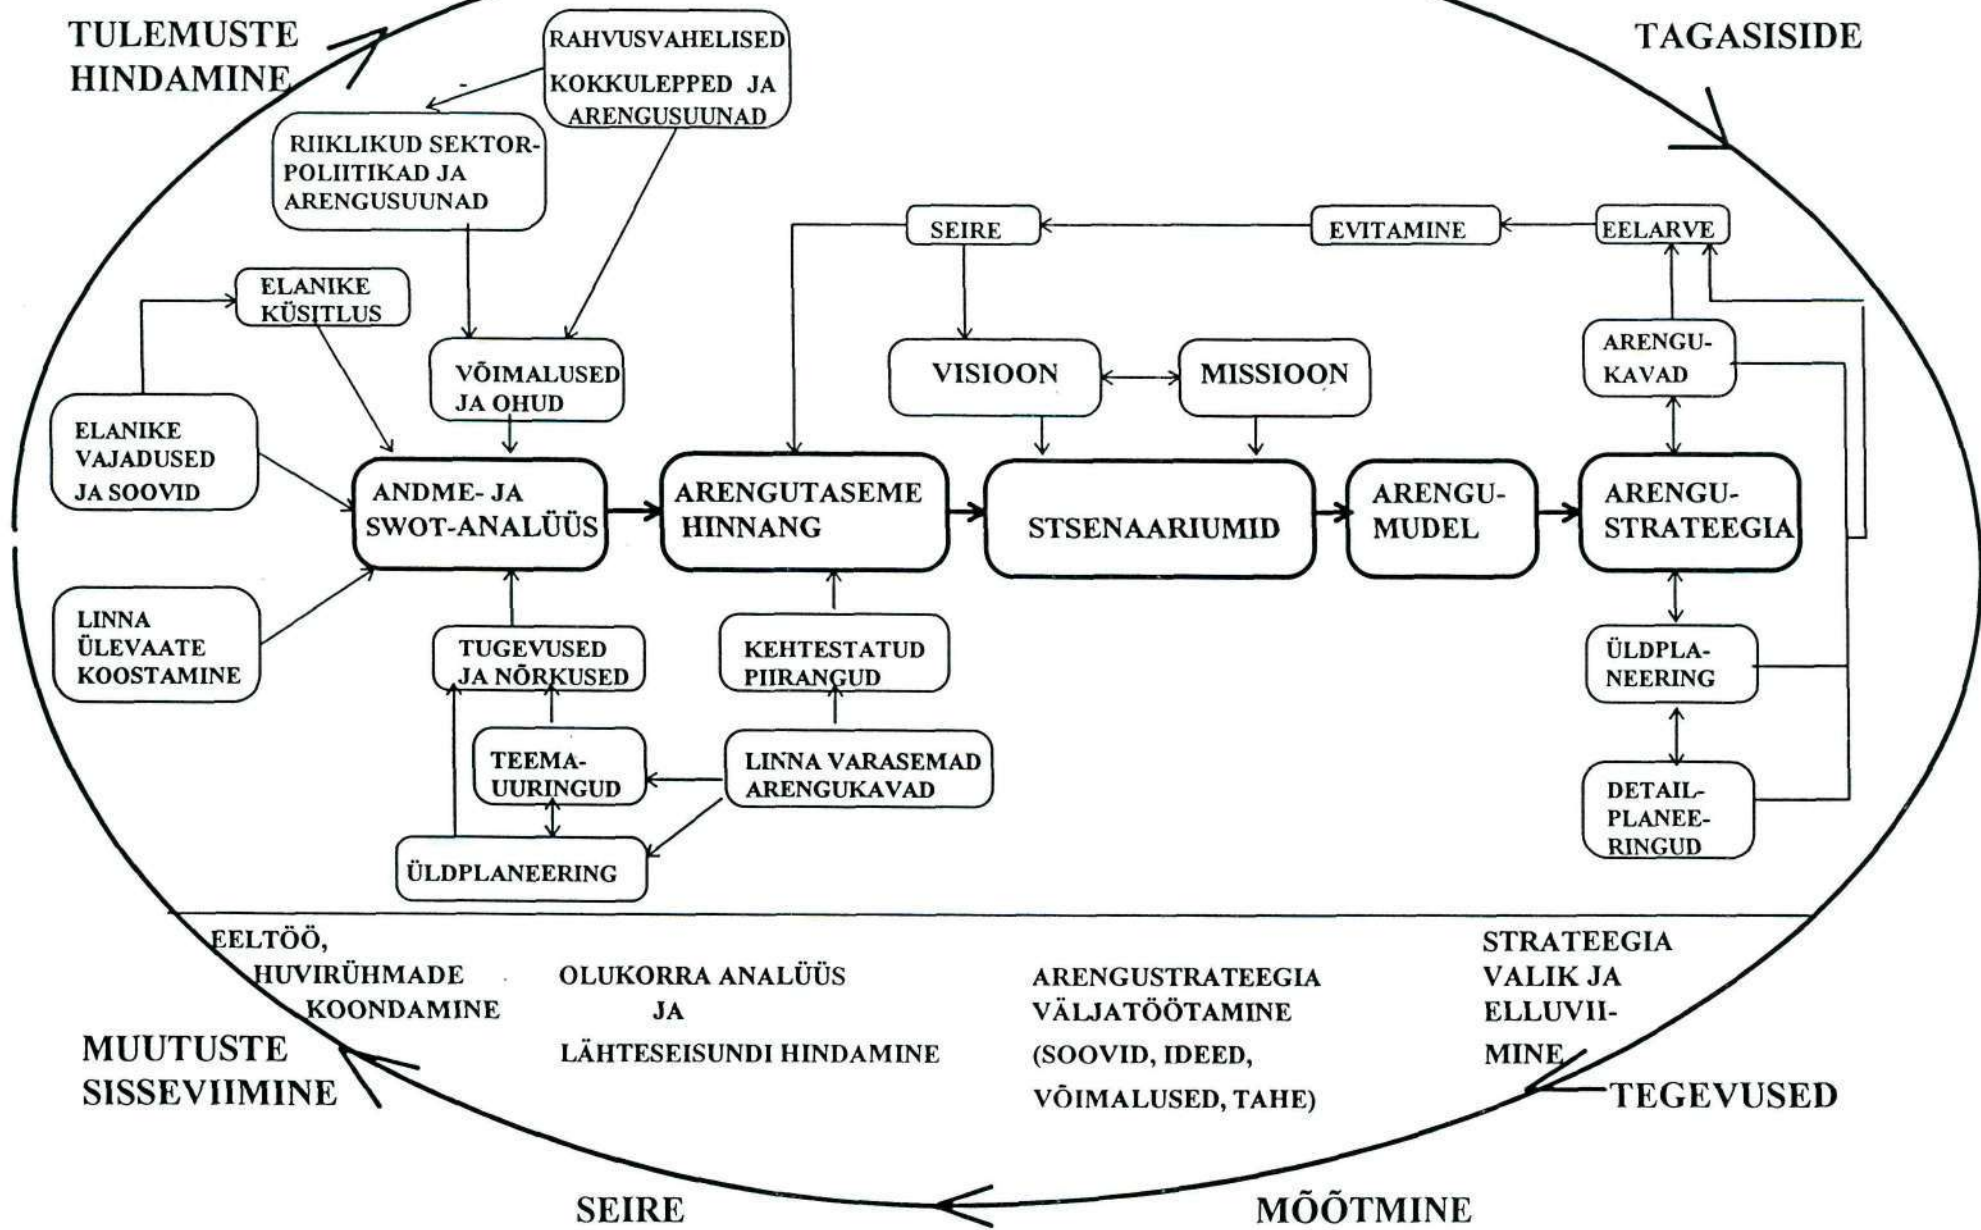 TULEMUSTE
HINDAMINE
TAGASISIDE
RAHVUSVAHELISED
KOKKULEPPED JA
ARENGUSUUNAD
RIIKLIKUD SEKTOR-
POLIITIKAD JA
ARENGUSUUNAD
SEIRE
EVITAMINE
EELARVE
ELANIKE
KÜSITLUS
VÕIMALUSED
JA OHUD
VISIOON
MISSIOON
ARENGU-
KAVAD
ELANIKE
VAJADUSED
JA SOOVID
ANDME- JA
SWOT-ANALÜÜS
ARENGUTASEME
HINNANG
STSENAARIUMID
ARENGU-
MUDEL
ARENGU-
STRATEEGIA
LINNA
ÜLEVAATE
KOOSTAMINE
TUGEVUSED
JA NÕRKUSED
KEHTESTATUD
PIIRANGUD
ÜLDPLA-
NEERING
TEEMA-
UURINGUD
LINNA VARASEMAD
ARENGUKAVAD
DETAIL-
PLANEE-
RINGUD
ÜLDPLANEERING
EELTÖÖ,
HUVIRÜHMADE
KOONDAMINE
OLUKORRA ANALÜÜS
JA
LÄHTESEISUNDI HINDAMINE
ARENGUSTRATEEGIA
VÄLJATÖÖTAMINE
(SOOVID, IDEED,
VÕIMALUSED, TAHE)
STRATEEGIA
VALIK JA
ELLUVII-
MINE
MUUTUSTE
SISSEVIIMINE
TEGEVUSED
SEIRE
MÕÕTMINE